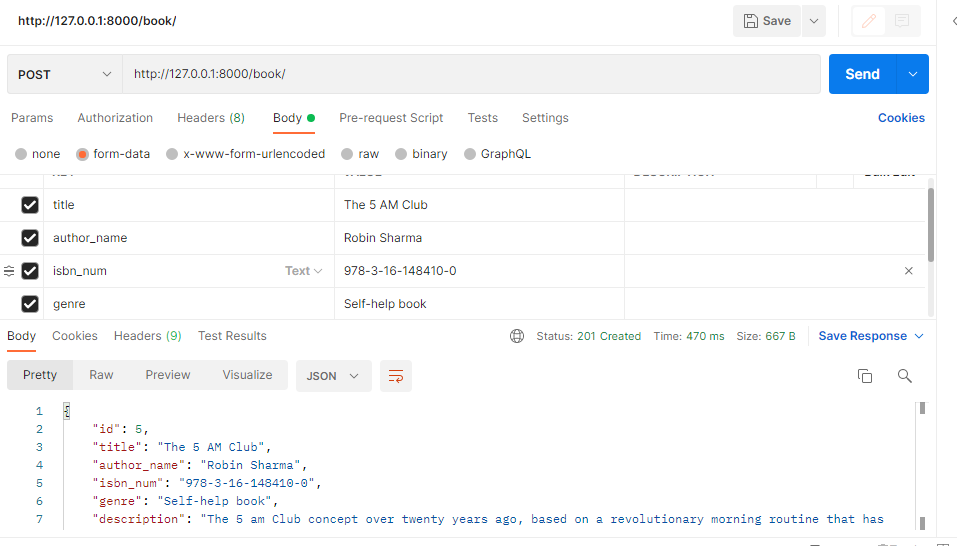 http://127.0.0.1:8000/book/
Save
POST http://127.0.0.1:8000/book/ Send
Params Authorization Headers (8) Body Pre-request Script Tests Settings Cookies
none form-data x-www-form-urlencoded raw binary GraphQL
title The 5 AM Club
author_name Robin Sharma
isbn_num Text 978-3-16-148410-0
genre Self-help book
Body Cookies Headers (9) Test Results Status: 201 Created Time: 470 ms Size: 667 B Save Response
Pretty Raw Preview Visualize JSON
1 {
2 "id": 5,
3 "title": "The 5 AM Club",
4 "author_name": "Robin Sharma",
5 "isbn_num": "978-3-16-148410-0",
6 "genre": "Self-help book",
7 "description": "The 5 am Club concept over twenty years ago, based on a revolutionary morning routine that has